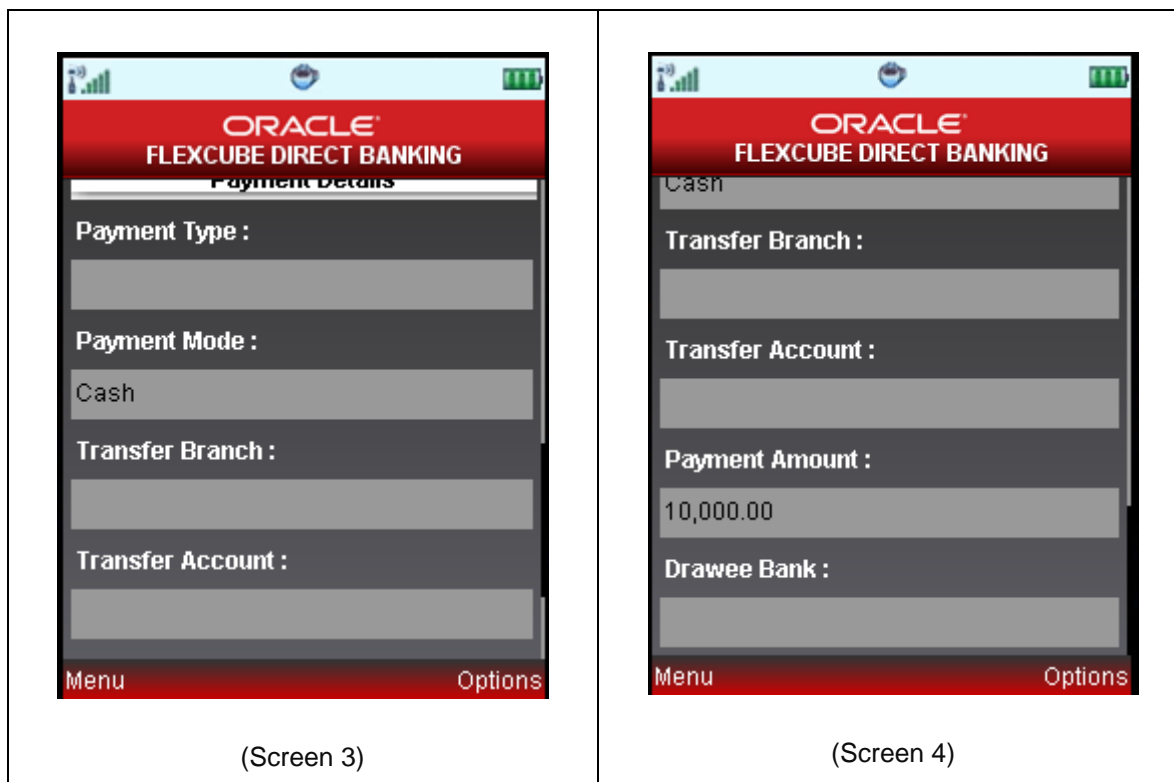 ORACLE
FLEXCUBE DIRECT BANKING
Payment Details
Payment Type :
Payment Mode :
Cash
Transfer Branch :
Transfer Account :
Menu Options
(Screen 3)
ORACLE
FLEXCUBE DIRECT BANKING
Cash
Transfer Branch :
Transfer Account :
Payment Amount :
10,000.00
Drawee Bank :
Menu Options
(Screen 4)